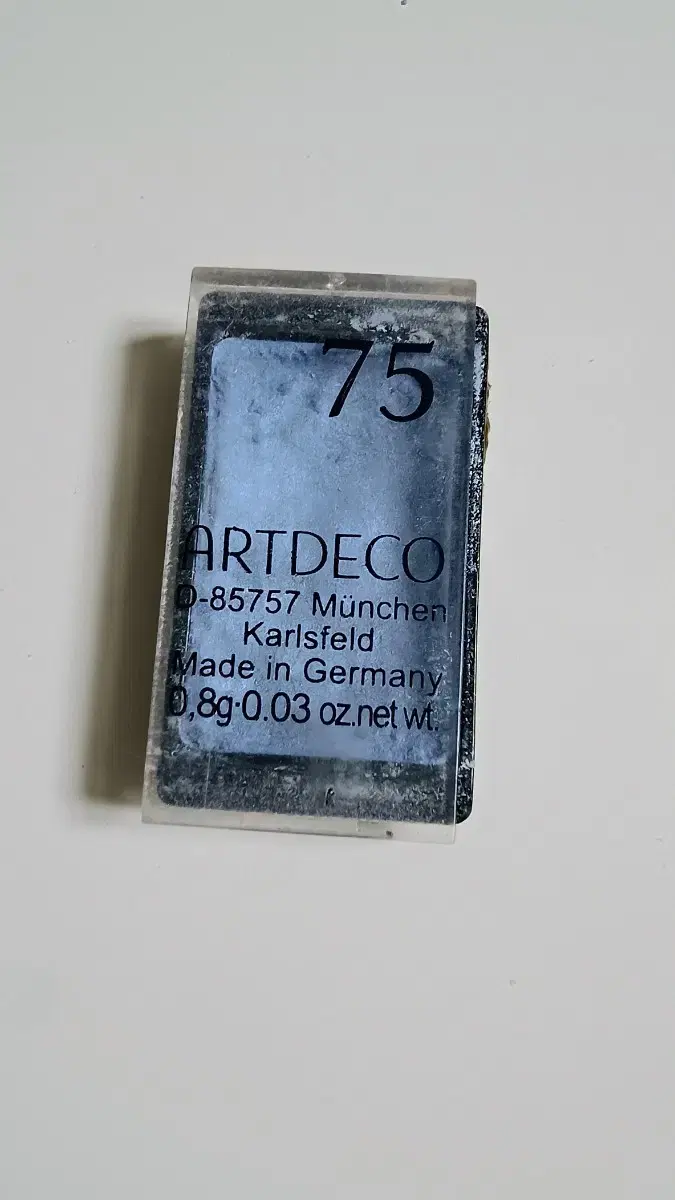 75
ARTDECO
D-85757 München
Karlsfeld
Made in Germany
0,8g·0.03 oz.net wt.